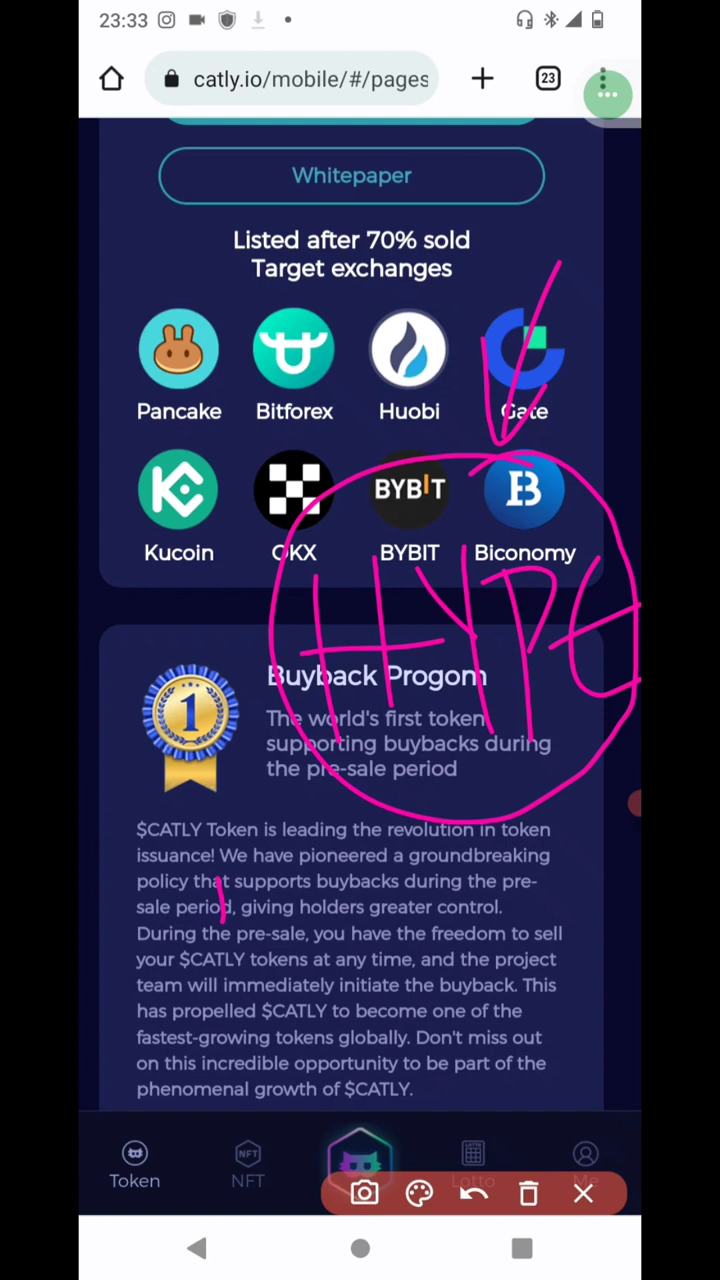 23:33
catly.io/mobile/#/pages
23
Whitepaper
Listed after 70% sold
Target exchanges
Pancake Bitforex Huobi Gate
BYBIT
Kucoin OKX BYBIT Biconomy
HYPE
1
Buyback Progom
The world's first token
supporting buybacks during
the pre-sale period
$CATLY Token is leading the revolution in token
issuance! We have pioneered a groundbreaking
policy that supports buybacks during the pre-
sale period, giving holders greater control.
During the pre-sale, you have the freedom to sell
your $CATLY tokens at any time, and the project
team will immediately initiate the buyback. This
has propelled $CATLY to become one of the
fastest-growing tokens globally. Don't miss out
on this incredible opportunity to be part of the
phenomenal growth of $CATLY.
NFT
Token NFT Lotto Me